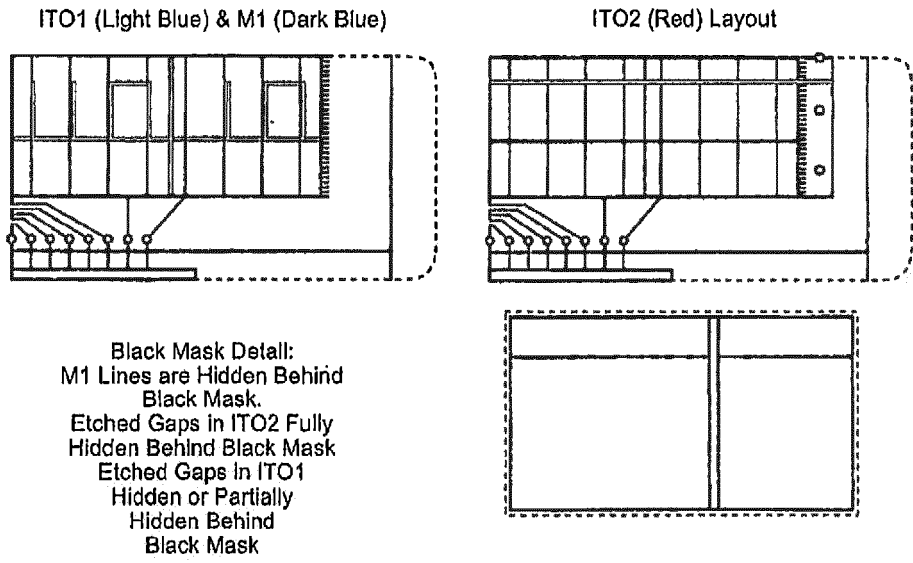 ITO1 (Light Blue) & M1 (Dark Blue)
ITO2 (Red) Layout
Black Mask Detail:
M1 Lines are Hidden Behind
Black Mask.
Etched Gaps in ITO2 Fully
Hidden Behind Black Mask
Etched Gaps in ITO1
Hidden or Partially
Hidden Behind
Black Mask